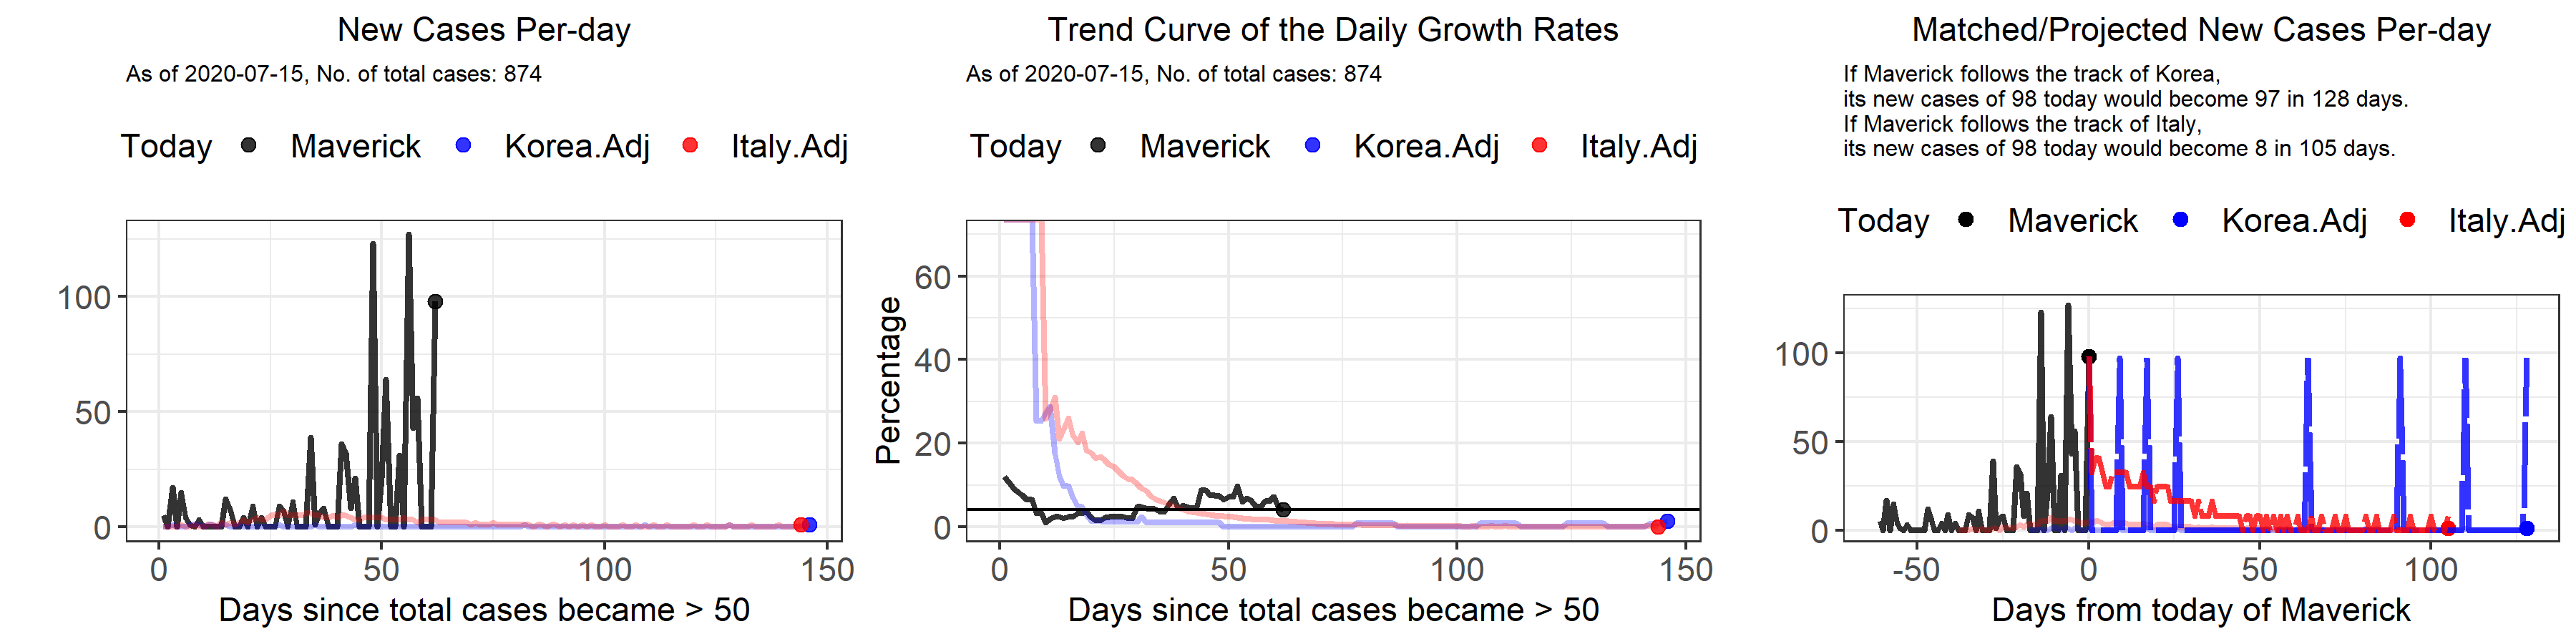 New Cases Per-day
As of 2020-07-15, No. of total cases: 874
Today Maverick Korea.Adj Italy.Adj
100
50
0
0 50 100 150
Days since total cases became > 50
Trend Curve of the Daily Growth Rates
As of 2020-07-15, No. of total cases: 874
Today Maverick Korea.Adj Italy.Adj
Percentage
60
40
20
0
0 50 100 150
Days since total cases became > 50
Matched/Projected New Cases Per-day
If Maverick follows the track of Korea,
its new cases of 98 today would become 97 in 128 days.
If Maverick follows the track of Italy,
its new cases of 98 today would become 8 in 105 days.
Today Maverick Korea.Adj Italy.Adj
100
50
0
-50 0 50 100
Days from today of Maverick